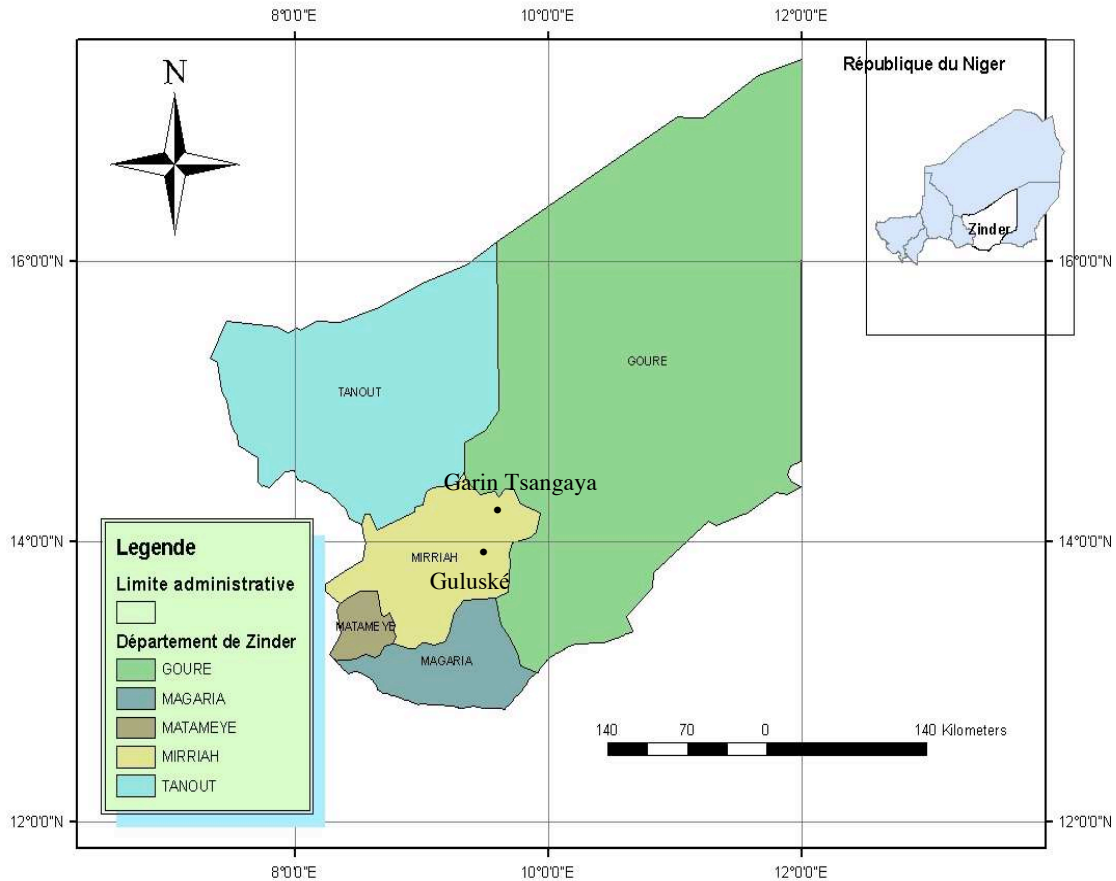 8°0'0"E 10°0'0"E 12°0'0"E
République du Niger
N
Zinder
16°0'0"N 16°0'0"N
GOURE
TANOUT
Garin Tsangaya
14°0'0"N 14°0'0"N
MIRRIAH
Guluské
MATAMEYE
MAGARIA
Legende
Limite administrative
Département de Zinder
GOURE
MAGARIA
MATAMEYE
MIRRIAH
TANOUT
140 70 0 140 Kilometers
12°0'0"N 12°0'0"N
8°0'0"E 10°0'0"E 12°0'0"E